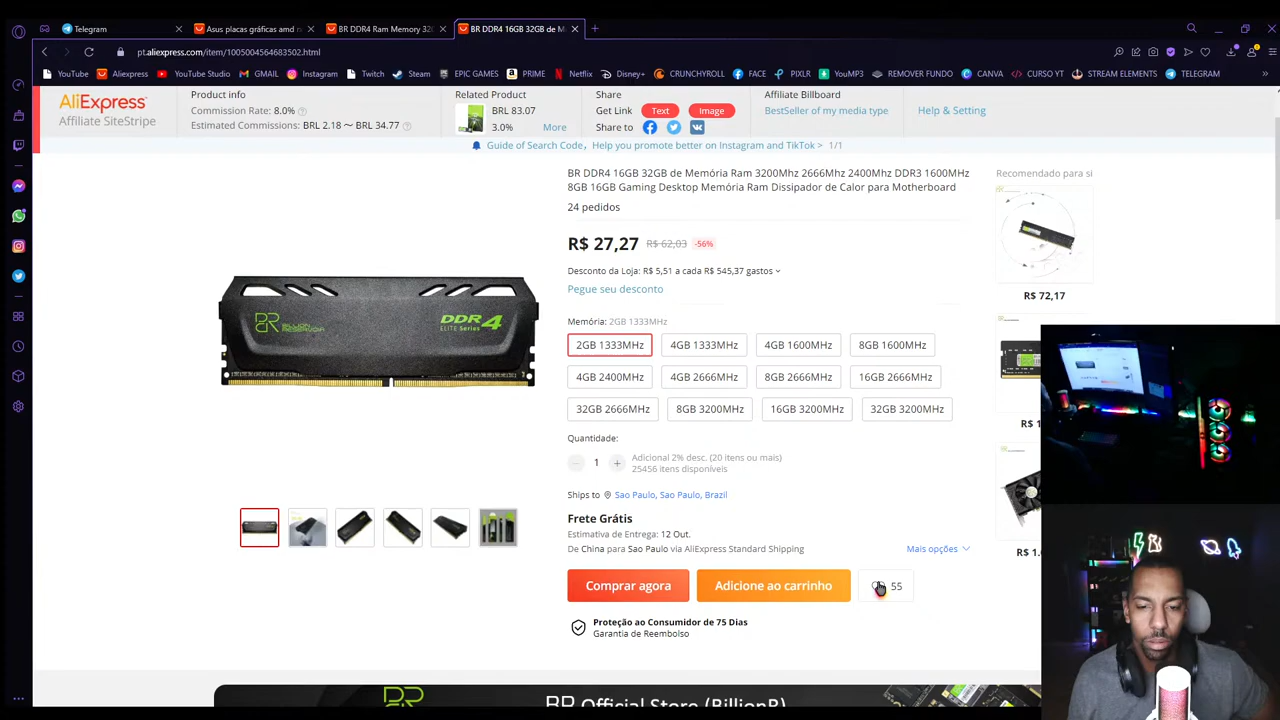 Telegram
Asus placas gráficas amd r
BR DDR4 Ram Memory 32
BR DDR4 16GB 32GB de M
pt.aliexpress.com/item/1005004564683502.html
YouTube
Aliexpress
YouTube Studio
GMAIL
Instagram
Twitch
Steam
EPIC GAMES
PRIME
Netflix
Disney+
CRUNCHYROLL
FACE
PIXLR
YouMP3
REMOVER FUNDO
CANVA
CURSO YT
STREAM ELEMENTS
TELEGRAM
AliExpress
Affiliate SiteStripe
Product info
Commission Rate: 8.0%
Estimated Commissions: BRL 2.18 ～ BRL 34.77
Related Product
BRL 83.07
3.0% More
Share
Get Link Text Image
Share to
Affiliate Billboard
BestSeller of my media type
Help & Setting
Guide of Search Code，Help you promote better on Instagram and TikTok > 1/1
BR DDR4 16GB 32GB de Memória Ram 3200Mhz 2666Mhz 2400Mhz DDR3 1600MHz
8GB 16GB Gaming Desktop Memória Ram Dissipador de Calor para Motherboard
24 pedidos
R$ 27,27 R$ 62,03 -56%
Desconto da Loja: R$ 5,51 a cada R$ 545,37 gastos
Pegue seu desconto
Memória: 2GB 1333MHz
2GB 1333MHz 4GB 1333MHz 4GB 1600MHz 8GB 1600MHz
4GB 2400MHz 4GB 2666MHz 8GB 2666MHz 16GB 2666MHz
32GB 2666MHz 8GB 3200MHz 16GB 3200MHz 32GB 3200MHz
Quantidade:
1
Adicional 2% desc. (20 itens ou mais)
25456 itens disponíveis
Ships to Sao Paulo, Sao Paulo, Brazil
Frete Grátis
Estimativa de Entrega: 12 Out.
De China para Sao Paulo via AliExpress Standard Shipping Mais opções
Comprar agora Adicione ao carrinho 55
Proteção ao Consumidor de 75 Dias
Garantia de Reembolso
DDR4
ELITE Series
BR Official Store (BillionR)
Recomendado para si
R$ 72,17
R$ 1
R$ 1.